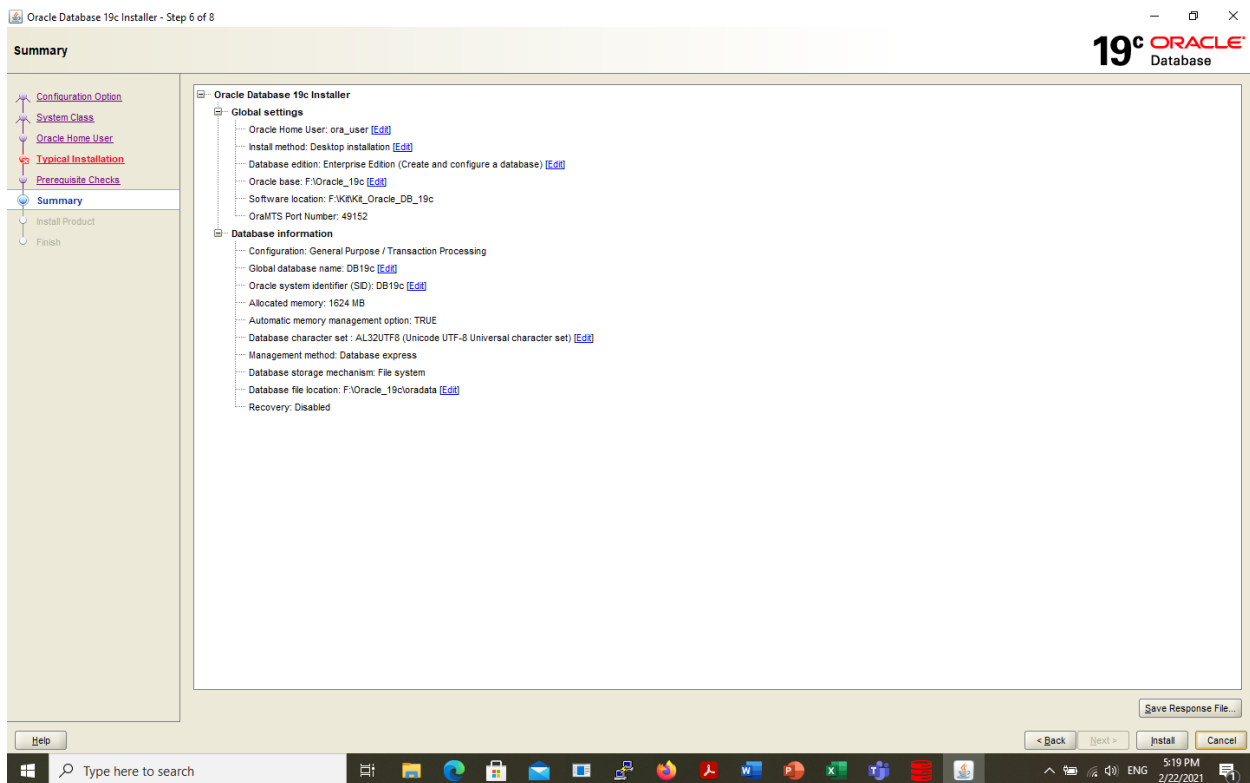 Oracle Database 19c Installer - Step 6 of 8
Summary
19c ORACLE
Database
Configuration Option
System Class
Oracle Home User
Typical Installation
Prerequisite Checks
Summary
Install Product
Finish
Oracle Database 19c Installer
Global settings
Oracle Home User: ora_user [Edit]
Install method: Desktop installation [Edit]
Database edition: Enterprise Edition (Create and configure a database) [Edit]
Oracle base: F:\Oracle_19c [Edit]
Software location: F:\Kit\Kit_Oracle_DB_19c
OraMTS Port Number: 49152
Database information
Configuration: General Purpose / Transaction Processing
Global database name: DB19c [Edit]
Oracle system identifier (SID): DB19c [Edit]
Allocated memory: 1624 MB
Automatic memory management option: TRUE
Database character set : AL32UTF8 (Unicode UTF-8 Universal character set) [Edit]
Management method: Database express
Database storage mechanism: File system
Database file location: F:\Oracle_19c\oradata [Edit]
Recovery: Disabled
Save Response File...
Help
< Back
Next >
Install
Cancel
Type here to search
ENG
5:19 PM
2/22/2021